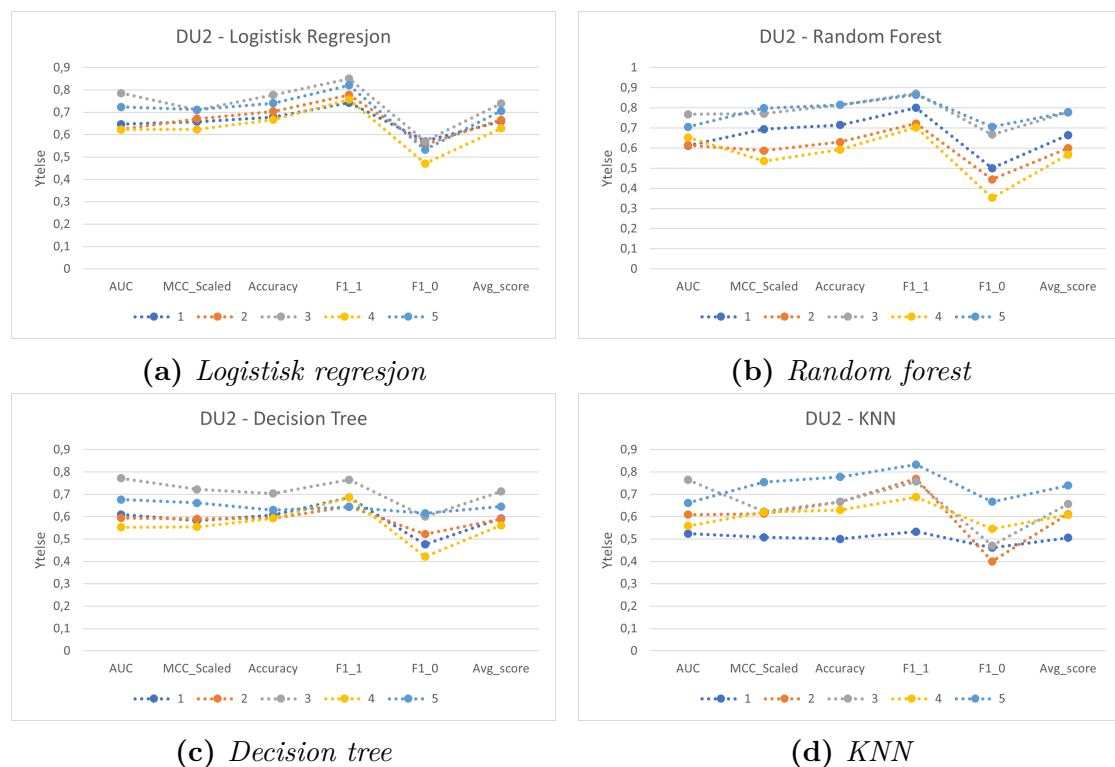 DU2 - Logistisk Regresjon
0,9
0,8
0,7
0,6
0,5
0,4
0,3
0,2
0,1
0
Ytelse
AUC MCC_Scaled Accuracy F1_1 F1_0 Avg_score
1 2 3 4 5
(a) Logistisk regresjon
DU2 - Random Forest
1
0,9
0,8
0,7
0,6
0,5
0,4
0,3
0,2
0,1
0
Ytelse
AUC MCC_Scaled Accuracy F1_1 F1_0 Avg_score
1 2 3 4 5
(b) Random forest
DU2 - Decision Tree
0,9
0,8
0,7
0,6
0,5
0,4
0,3
0,2
0,1
0
Ytelse
AUC MCC_Scaled Accuracy F1_1 F1_0 Avg_score
1 2 3 4 5
(c) Decision tree
DU2 - KNN
0,9
0,8
0,7
0,6
0,5
0,4
0,3
0,2
0,1
0
Ytelse
AUC MCC_Scaled Accuracy F1_1 F1_0 Avg_score
1 2 3 4 5
(d) KNN